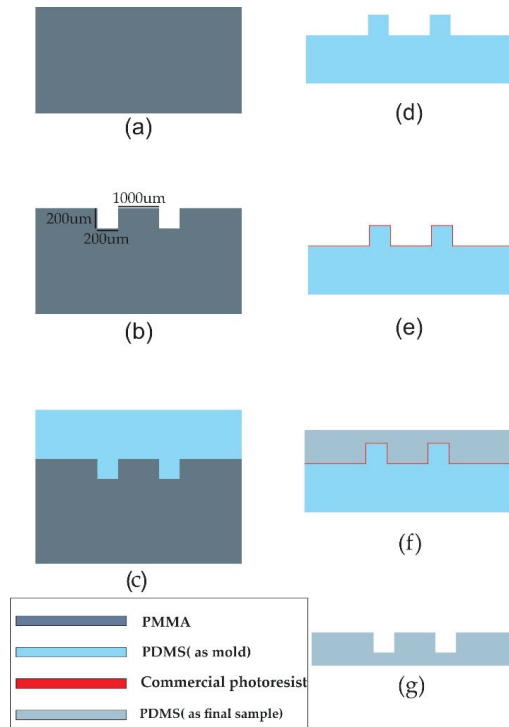 (a)
(d)
1000um
200um
200um
(b)
(e)
(c)
(f)
PMMA
PDMS( as mold)
Commercial photoresist
PDMS( as final sample)
(g)